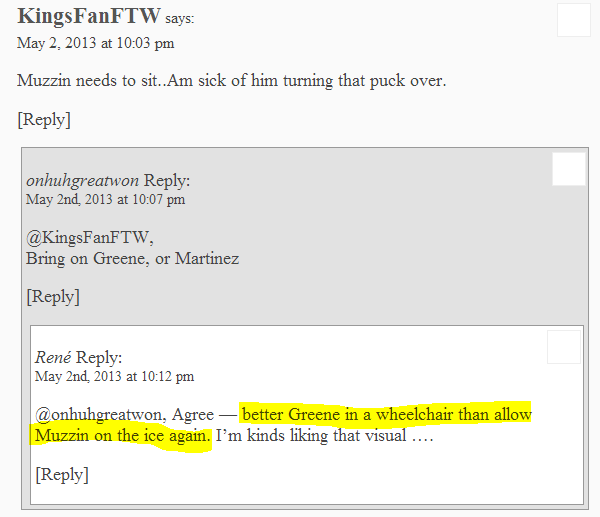 KingsFanFTW says:
May 2, 2013 at 10:03 pm
Muzzin needs to sit..Am sick of him turning that puck over.
[Reply]
onhuhgreatwon Reply:
May 2nd, 2013 at 10:07 pm
@KingsFanFTW,
Bring on Greene, or Martinez
[Reply]
René Reply:
May 2nd, 2013 at 10:12 pm
@onhuhgreatwon, Agree — better Greene in a wheelchair than allow
Muzzin on the ice again. I’m kinds liking that visual ….
[Reply]